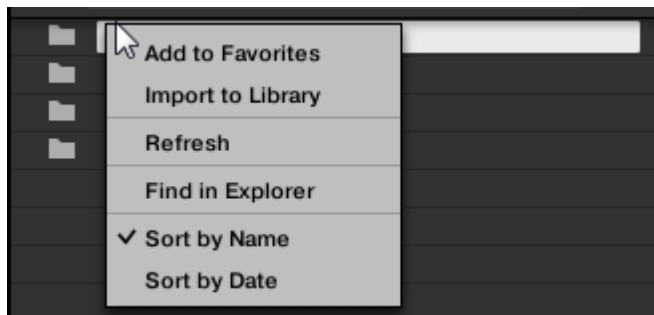 Add to Favorites
Import to Library
Refresh
Find in Explorer
Sort by Name
Sort by Date